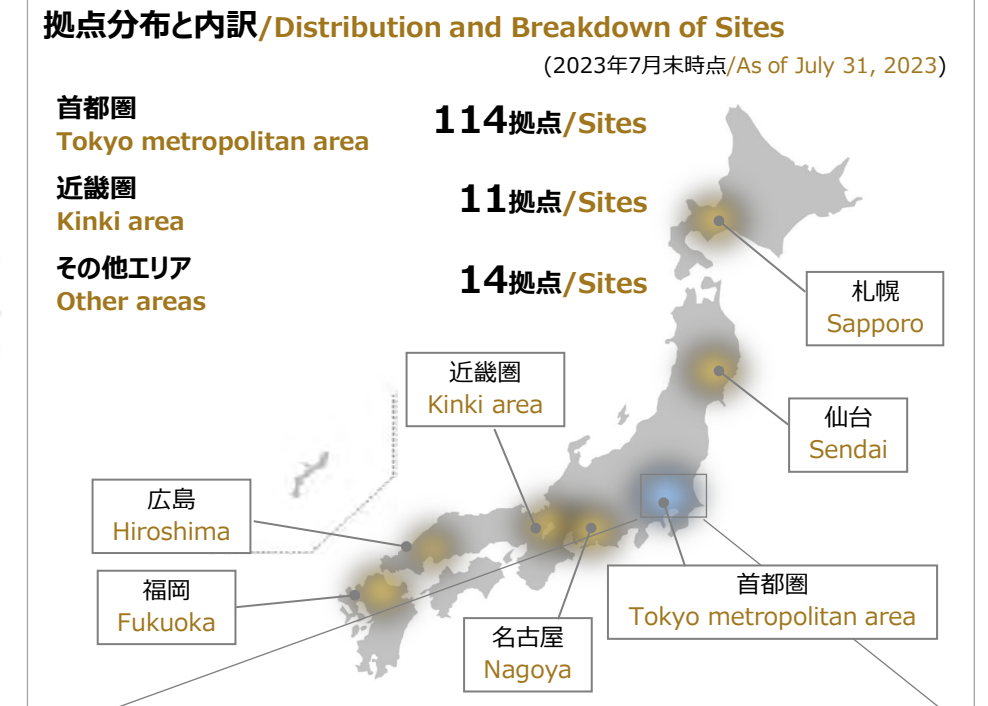 拠点分布と内訳/Distribution and Breakdown of Sites
(2023年7月末時点/As of July 31, 2023)
首都圏
Tokyo metropolitan area
114拠点/Sites
近畿圏
Kinki area
11拠点/Sites
その他エリア
Other areas
14拠点/Sites
札幌
Sapporo
近畿圏
Kinki area
仙台
Sendai
広島
Hiroshima
福岡
Fukuoka
首都圏
Tokyo metropolitan area
名古屋
Nagoya